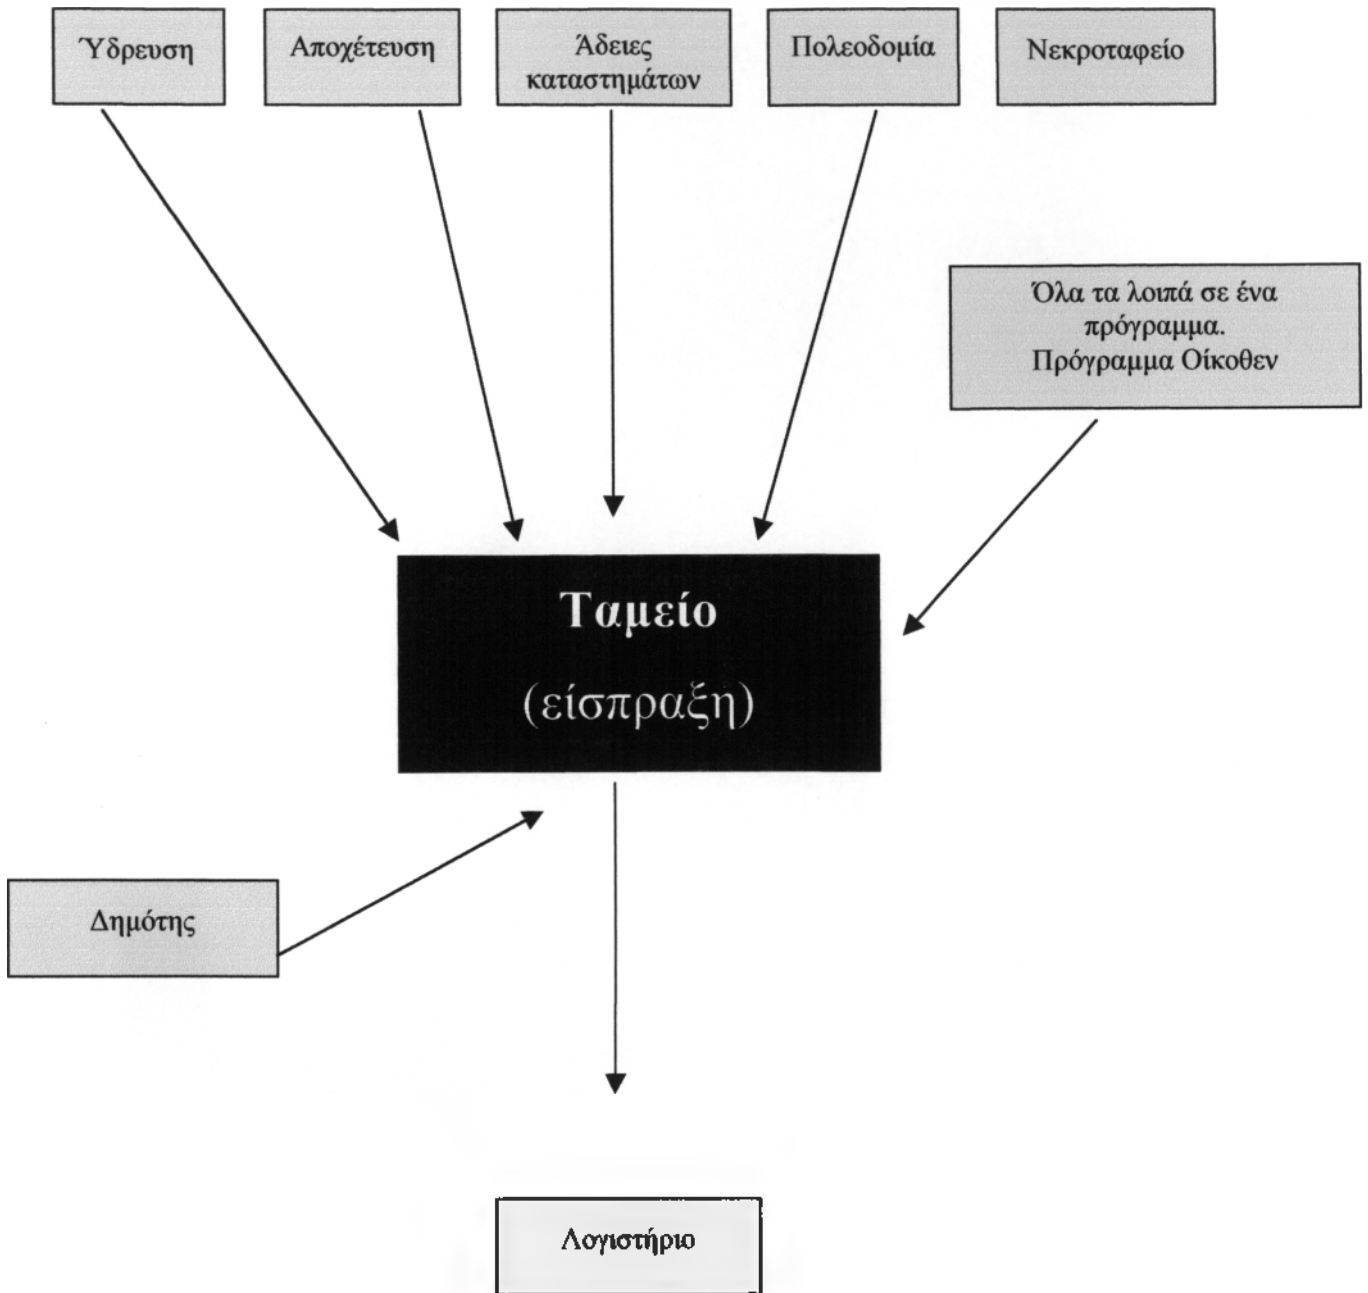 Ύδρευση
Αποχέτευση
Άδειες
καταστημάτων
Πολεοδομία
Νεκροταφείο
Όλα τα λοιπά σε ένα
πρόγραμμα.
Πρόγραμμα Οίκοθεν
Ταμείο
(είσπραξη)
Δημότης
Λογιστήριο